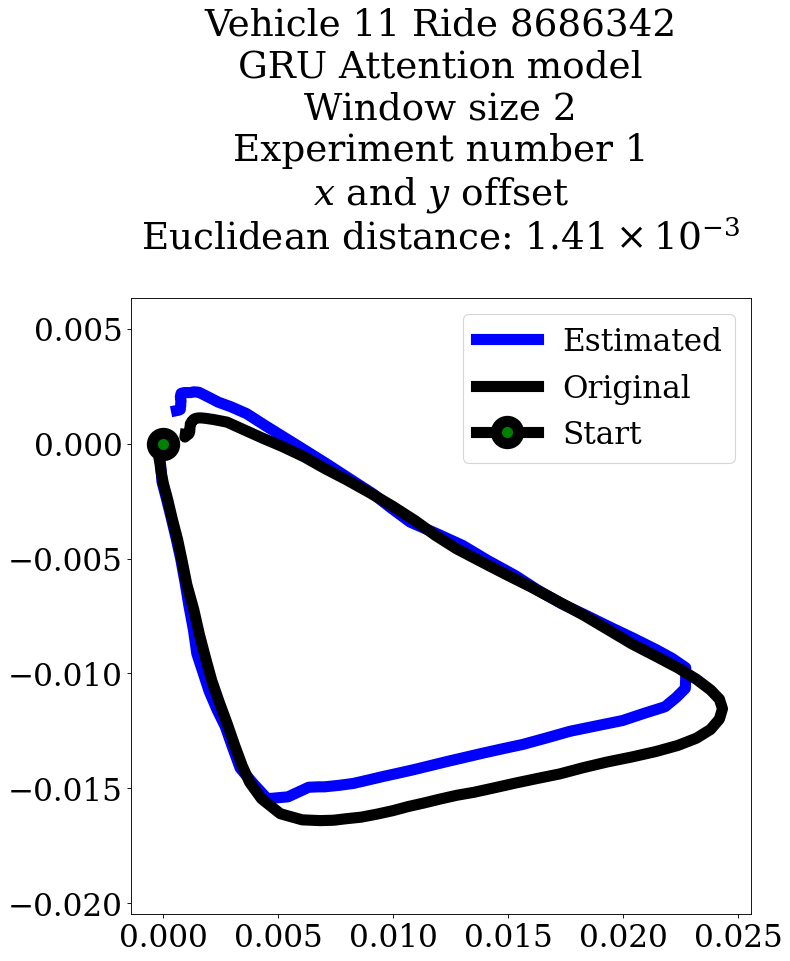 Vehicle 11 Ride 8686342
GRU Attention model
Window size 2
Experiment number 1
x and y offset
Euclidean distance: 1.41 × 10⁻³
Estimated
Original
Start
0.005
0.000
−0.005
−0.010
−0.015
−0.020
0.000 0.005 0.010 0.015 0.020 0.025